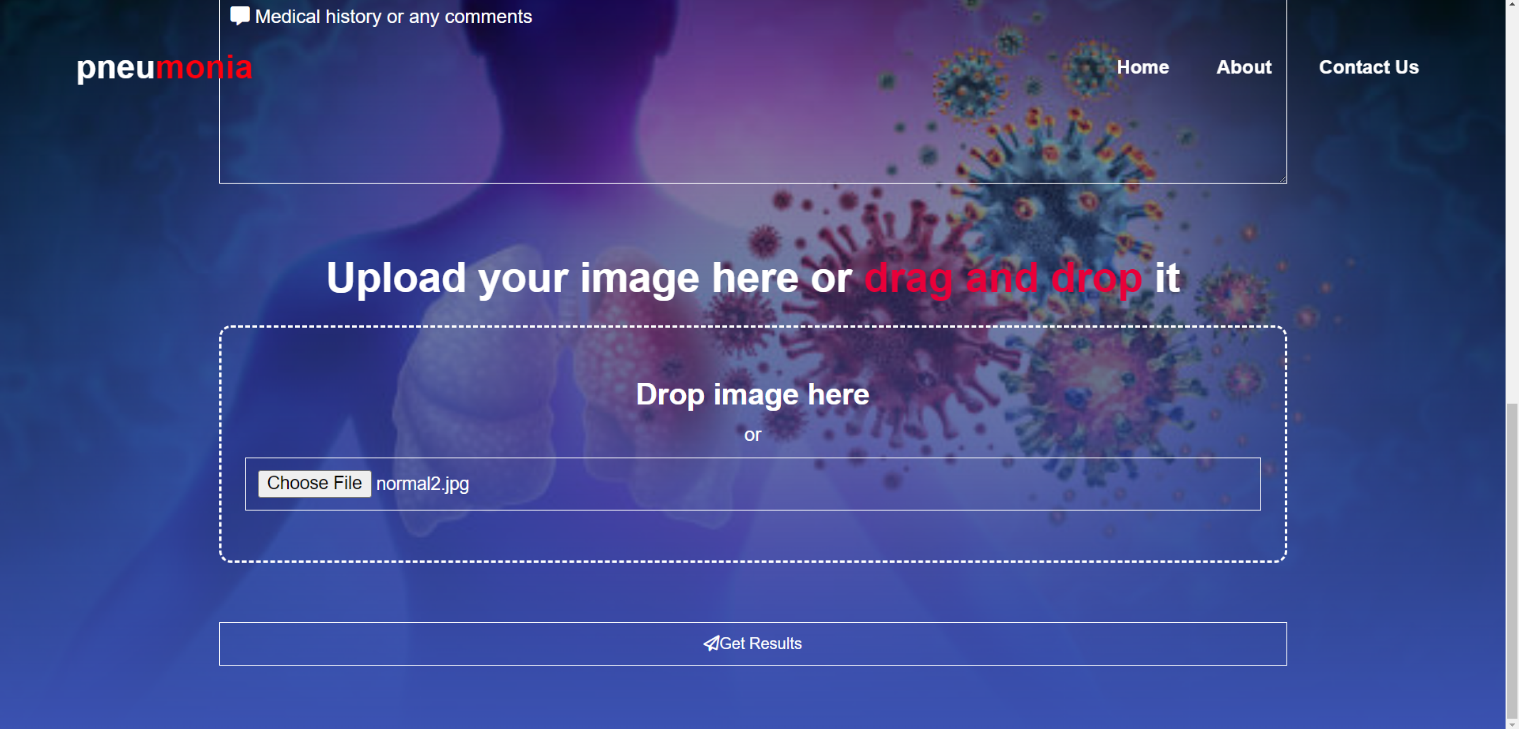 Medical history or any comments
pneumonia
Home About Contact Us
Upload your image here or drag and drop it
Drop image here
or
Choose File normal2.jpg
Get Results